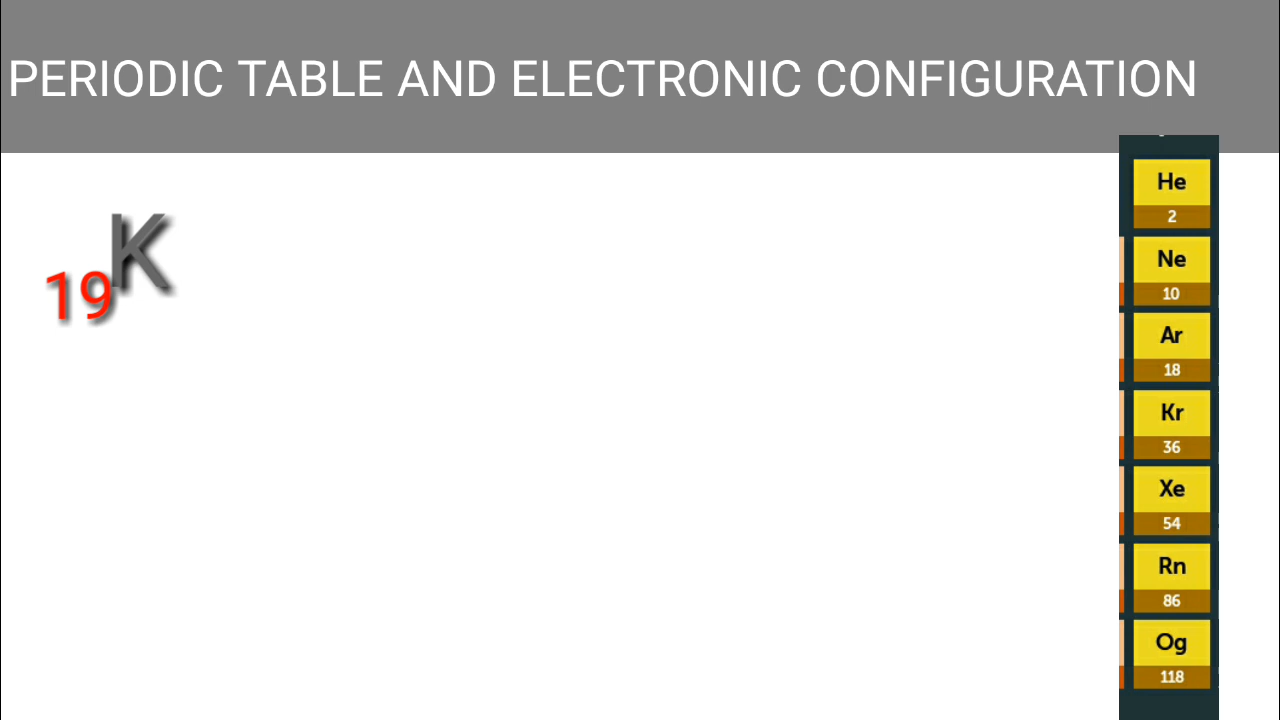 PERIODIC TABLE AND ELECTRONIC CONFIGURATION
19K
He
2
Ne
10
Ar
18
Kr
36
Xe
54
Rn
86
Og
118